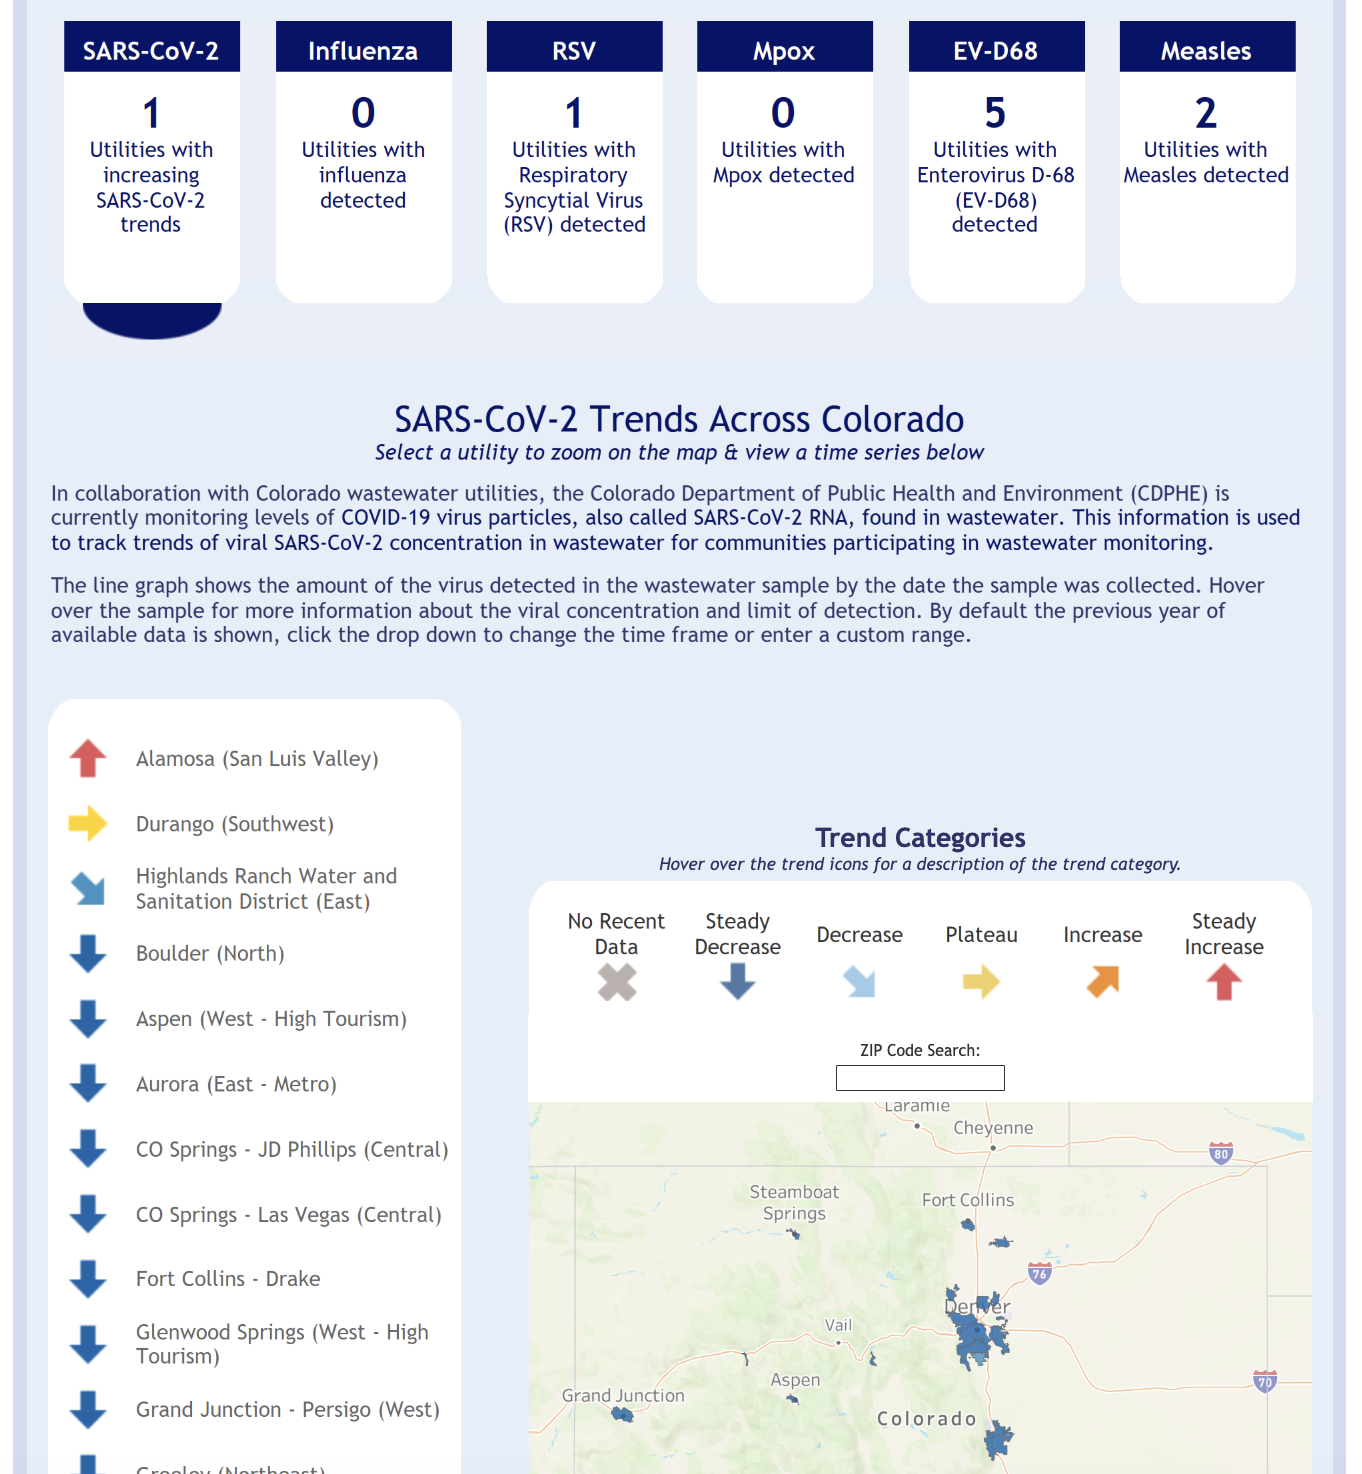 SARS-CoV-2
1
Utilities with
increasing
SARS-CoV-2
trends
Influenza
0
Utilities with
influenza
detected
RSV
1
Utilities with
Respiratory
Syncytial Virus
(RSV) detected
Mpox
0
Utilities with
Mpox detected
EV-D68
5
Utilities with
Enterovirus D-68
(EV-D68)
detected
Measles
2
Utilities with
Measles detected
SARS-CoV-2 Trends Across Colorado
Select a utility to zoom on the map & view a time series below
In collaboration with Colorado wastewater utilities, the Colorado Department of Public Health and Environment (CDPHE) is
currently monitoring levels of COVID-19 virus particles, also called SARS-CoV-2 RNA, found in wastewater. This information is used
to track trends of viral SARS-CoV-2 concentration in wastewater for communities participating in wastewater monitoring.
The line graph shows the amount of the virus detected in the wastewater sample by the date the sample was collected. Hover
over the sample for more information about the viral concentration and limit of detection. By default the previous year of
available data is shown, click the drop down to change the time frame or enter a custom range.
Alamosa (San Luis Valley)
Durango (Southwest)
Highlands Ranch Water and
Sanitation District (East)
Boulder (North)
Aspen (West - High Tourism)
Aurora (East - Metro)
CO Springs - JD Phillips (Central)
CO Springs - Las Vegas (Central)
Fort Collins - Drake
Glenwood Springs (West - High
Tourism)
Grand Junction - Persigo (West)
Greeley (Northeast)
Trend Categories
Hover over the trend icons for a description of the trend category.
No Recent
Data
Steady
Decrease
Decrease
Plateau
Increase
Steady
Increase
ZIP Code Search:
Laramie
Cheyenne
80
Steamboat
Springs
Fort Collins
76
Denver
Vail
Aspen
70
Grand Junction
Colorado